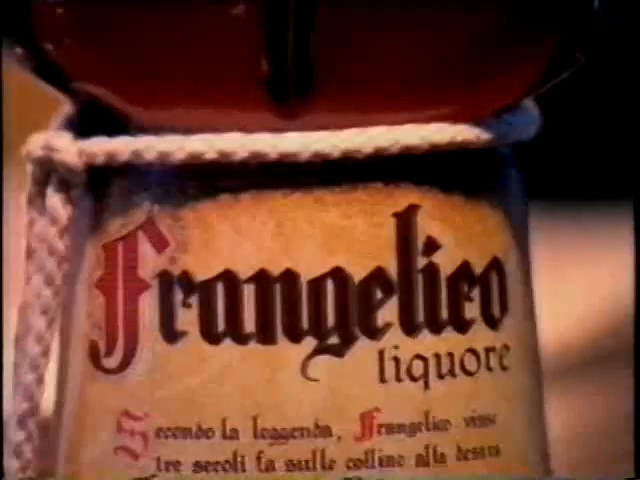 Frangelico
liquore
Secondo la leggenda, Frangelico visse
tre secoli fa sulle colline alla destra